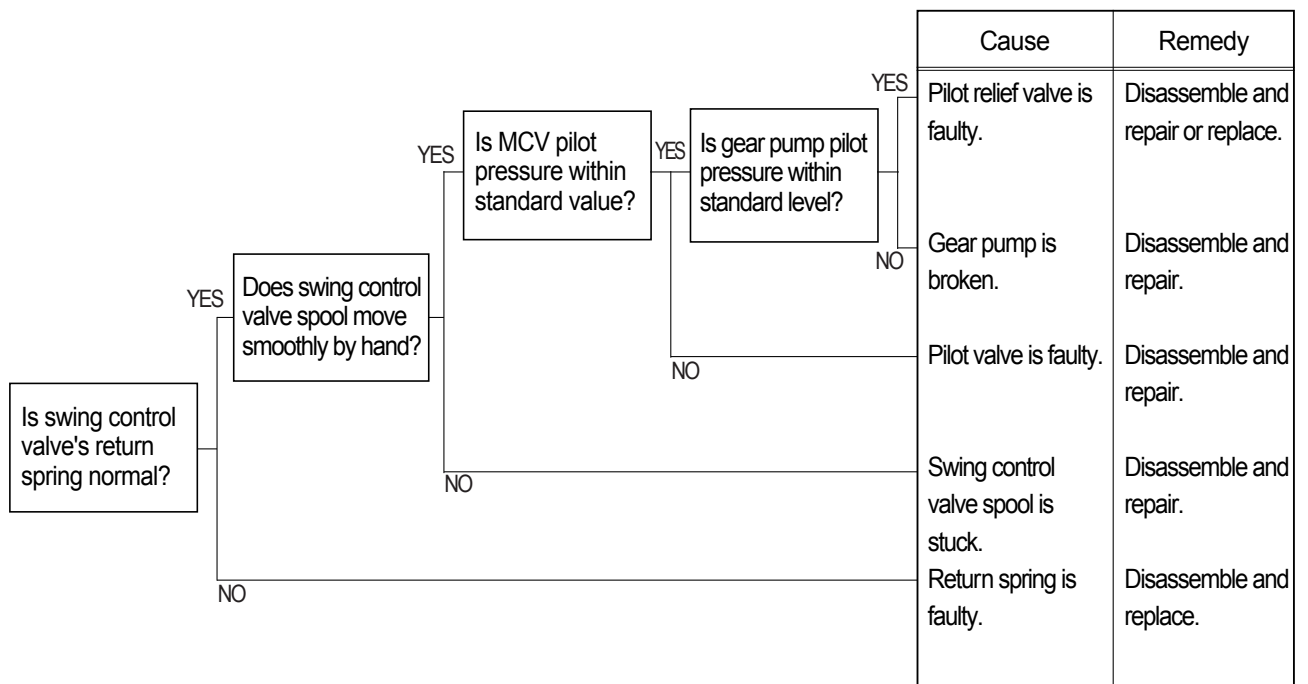 Cause
Remedy
YES
Pilot relief valve is
faulty.
Disassemble and
repair or replace.
YES
Is MCV pilot
pressure within
standard value?
YES
Is gear pump pilot
pressure within
standard level?
NO
Gear pump is
broken.
Disassemble and
repair.
YES
Does swing control
valve spool move
smoothly by hand?
NO
Pilot valve is faulty.
Disassemble and
repair.
Is swing control
valve's return
spring normal?
NO
Swing control
valve spool is
stuck.
Disassemble and
repair.
NO
Return spring is
faulty.
Disassemble and
replace.